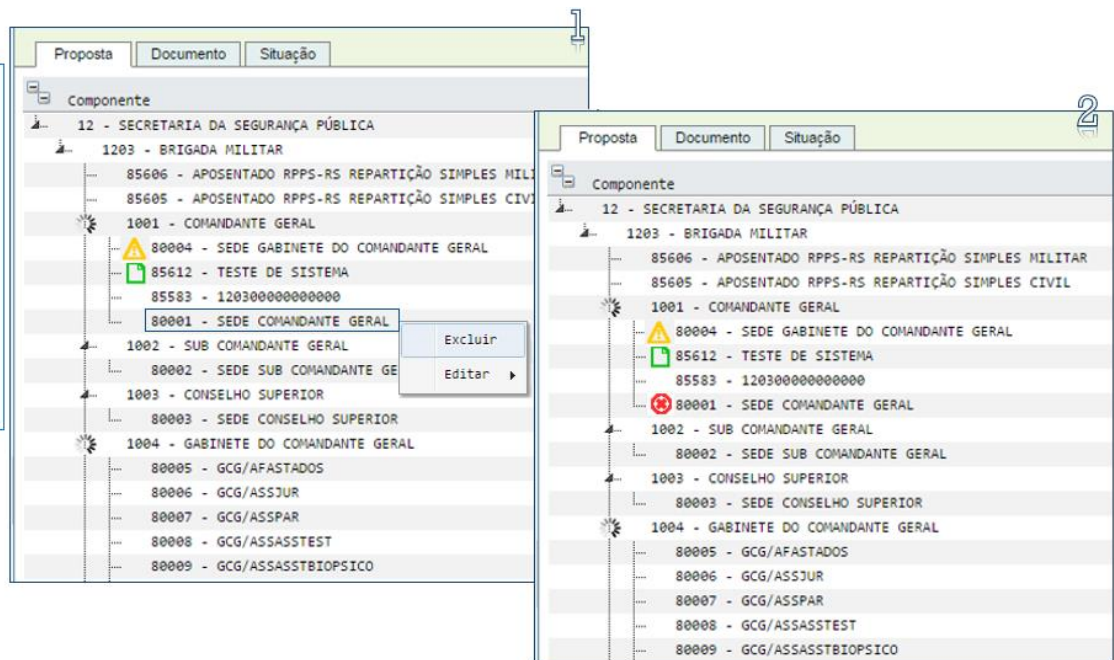 1
Proposta Documento Situação
Componente
12 - SECRETARIA DA SEGURANÇA PÚBLICA
1203 - BRIGADA MILITAR
85606 - APOSENTADO RPPS-RS REPARTIÇÃO SIMPLES MILI
85605 - APOSENTADO RPPS-RS REPARTIÇÃO SIMPLES CIVI
1001 - COMANDANTE GERAL
80004 - SEDE GABINETE DO COMANDANTE GERAL
85612 - TESTE DE SISTEMA
85583 - 120300000000000
80001 - SEDE COMANDANTE GERAL
Excluir
Editar
1002 - SUB COMANDANTE GERAL
80002 - SEDE SUB COMANDANTE GE
1003 - CONSELHO SUPERIOR
80003 - SEDE CONSELHO SUPERIOR
1004 - GABINETE DO COMANDANTE GERAL
80005 - GCG/AFASTADOS
80006 - GCG/ASSJUR
80007 - GCG/ASSPAR
80008 - GCG/ASSASSTEST
80009 - GCG/ASSASSTBIOPSICO
2
Proposta Documento Situação
Componente
12 - SECRETARIA DA SEGURANÇA PÚBLICA
1203 - BRIGADA MILITAR
85606 - APOSENTADO RPPS-RS REPARTIÇÃO SIMPLES MILITAR
85605 - APOSENTADO RPPS-RS REPARTIÇÃO SIMPLES CIVIL
1001 - COMANDANTE GERAL
80004 - SEDE GABINETE DO COMANDANTE GERAL
85612 - TESTE DE SISTEMA
85583 - 120300000000000
80001 - SEDE COMANDANTE GERAL
1002 - SUB COMANDANTE GERAL
80002 - SEDE SUB COMANDANTE GERAL
1003 - CONSELHO SUPERIOR
80003 - SEDE CONSELHO SUPERIOR
1004 - GABINETE DO COMANDANTE GERAL
80005 - GCG/AFASTADOS
80006 - GCG/ASSJUR
80007 - GCG/ASSPAR
80008 - GCG/ASSASSTEST
80009 - GCG/ASSASSTBIOPSICO